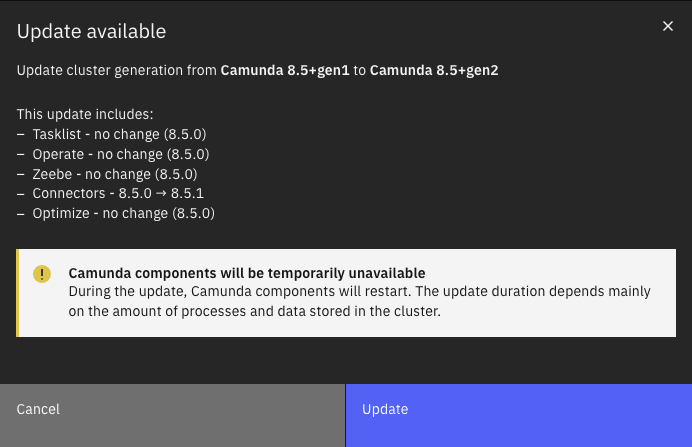 Update available
Update cluster generation from Camunda 8.5+gen1 to Camunda 8.5+gen2
This update includes:
– Tasklist - no change (8.5.0)
– Operate - no change (8.5.0)
– Zeebe - no change (8.5.0)
– Connectors - 8.5.0 → 8.5.1
– Optimize - no change (8.5.0)
Camunda components will be temporarily unavailable
During the update, Camunda components will restart. The update duration depends mainly
on the amount of processes and data stored in the cluster.
Cancel
Update